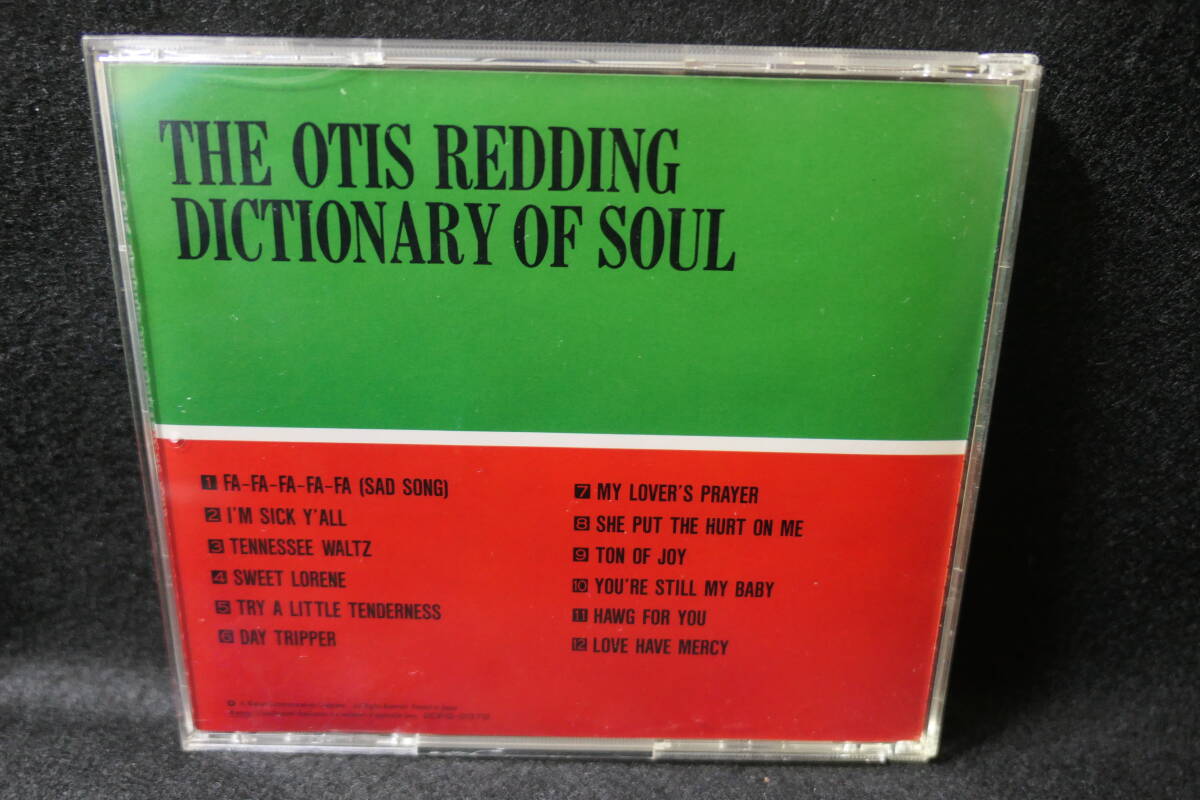 THE OTIS REDDING
DICTIONARY OF SOUL
1 FA-FA-FA-FA-FA (SAD SONG)
2 I'M SICK Y'ALL
3 TENNESSEE WALTZ
4 SWEET LORENE
5 TRY A LITTLE TENDERNESS
6 DAY TRIPPER
7 MY LOVER'S PRAYER
8 SHE PUT THE HURT ON ME
9 TON OF JOY
10 YOU'RE STILL MY BABY
11 HAWG FOR YOU
12 LOVE HAVE MERCY